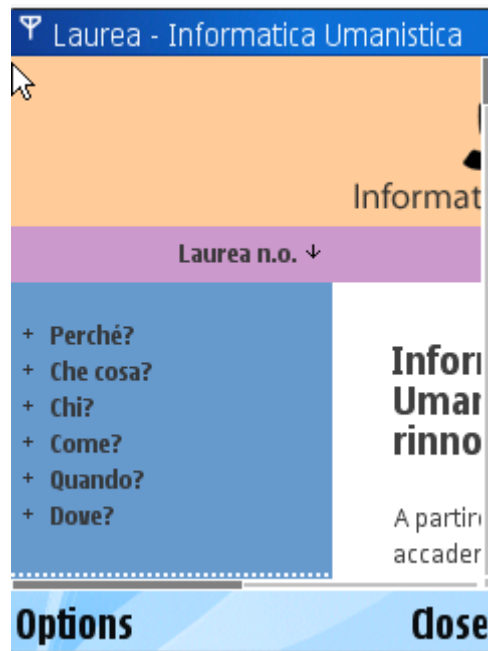 Laurea - Informatica Umanistica
Informat
Laurea n.o. ↓
+ Perché?
+ Che cosa?
+ Chi?
+ Come?
+ Quando?
+ Dove?
Infor
Umar
rinno
A partir
accader
Options
Close